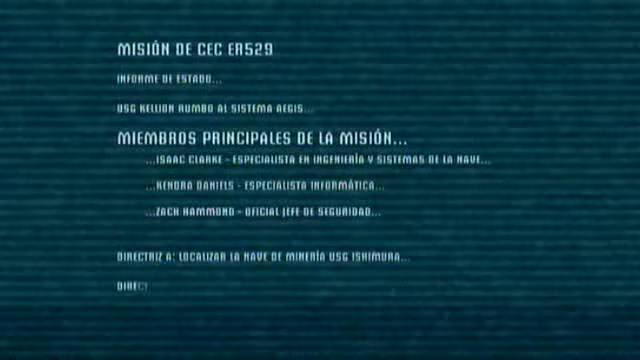 MISIÓN DE CEC ER529
INFORME DE ESTADO...
USG KELLION RUMBO AL SISTEMA AEGIS...
MIEMBROS PRINCIPALES DE LA MISIÓN...
...ISAAC CLARKE - ESPECIALISTA EN INGENIERÍA Y SISTEMAS DE LA NAVE...
...KENDRA DANIELS - ESPECIALISTA INFORMÁTICA...
...ZACH HAMMOND - OFICIAL JEFE DE SEGURIDAD...
DIRECTRIZ A: LOCALIZAR LA NAVE DE MINERÍA USG ISHIMURA...
DIREC